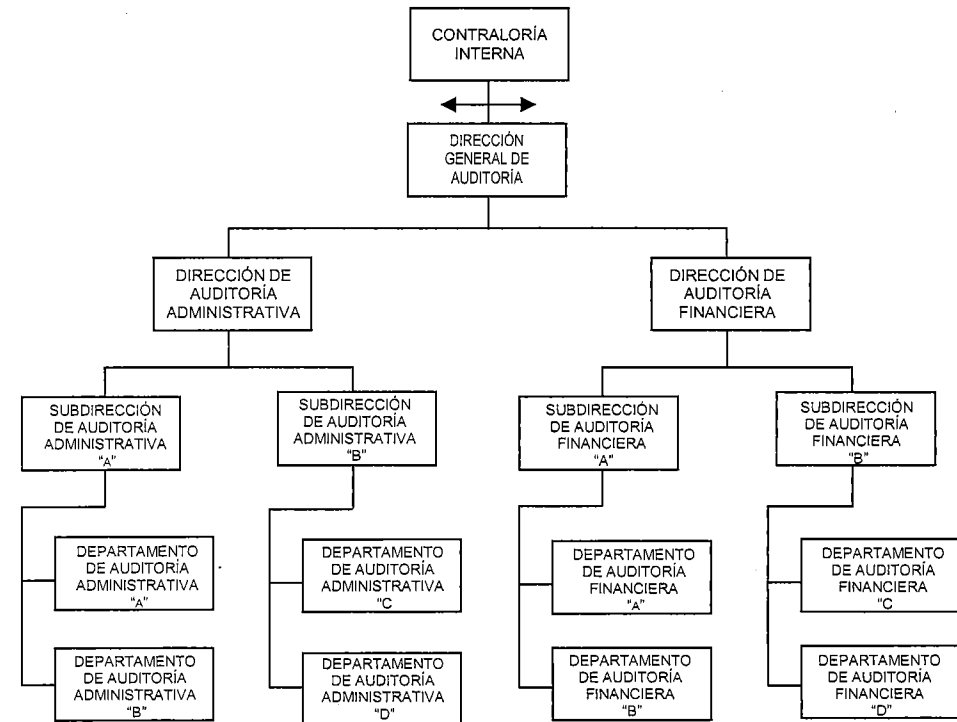 CONTRALORÍA
INTERNA
DIRECCIÓN
GENERAL DE
AUDITORÍA
DIRECCIÓN DE
AUDITORÍA
ADMINISTRATIVA
DIRECCIÓN DE
AUDITORÍA
FINANCIERA
SUBDIRECCIÓN
DE AUDITORÍA
ADMINISTRATIVA
"A"
SUBDIRECCIÓN
DE AUDITORÍA
ADMINISTRATIVA
"B"
SUBDIRECCIÓN
DE AUDITORÍA
FINANCIERA
"A"
SUBDIRECCIÓN
DE AUDITORÍA
FINANCIERA
"B"
DEPARTAMENTO
DE AUDITORÍA
ADMINISTRATIVA
"A"
DEPARTAMENTO
DE AUDITORÍA
ADMINISTRATIVA
"C
DEPARTAMENTO
DE AUDITORÍA
FINANCIERA
"A"
DEPARTAMENTO
DE AUDITORÍA
FINANCIERA
"C
DEPARTAMENTO
DE AUDITORÍA
ADMINISTRATIVA
"B"
DEPARTAMENTO
DE AUDITORÍA
ADMINISTRATIVA
"D"
DEPARTAMENTO
DE AUDITORÍA
FINANCIERA
"B"
DEPARTAMENTO
DE AUDITORÍA
FINANCIERA
"D"